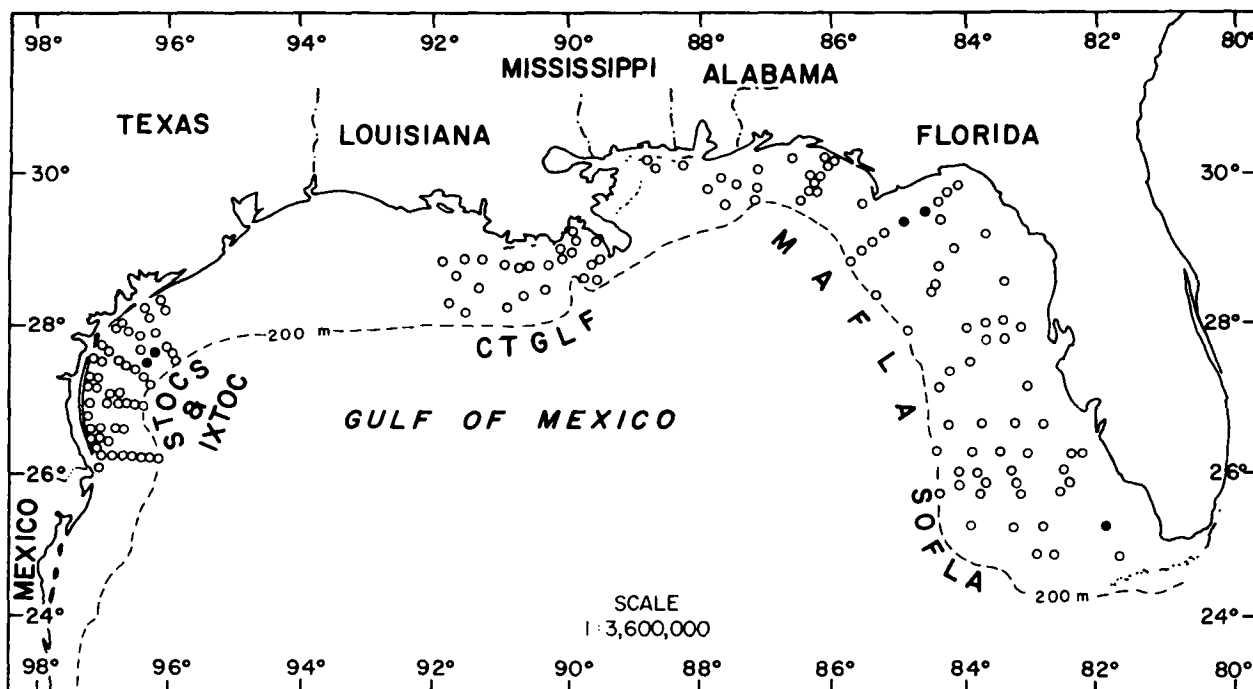 98° 96° 94° 92° 90° 88° 86° 84° 82° 80°
MISSISSIPPI ALABAMA
TEXAS LOUISIANA FLORIDA
30° 30°
MAFLA
28° 200 m 28°
CTGLF
STOCS
&
IXTOC
GULF OF MEXICO
26° 26°
MEXICO
SOFLA
SCALE
1:3,600,000
200 m
24° 24°
98° 96° 94° 92° 90° 88° 86° 84° 82° 80°